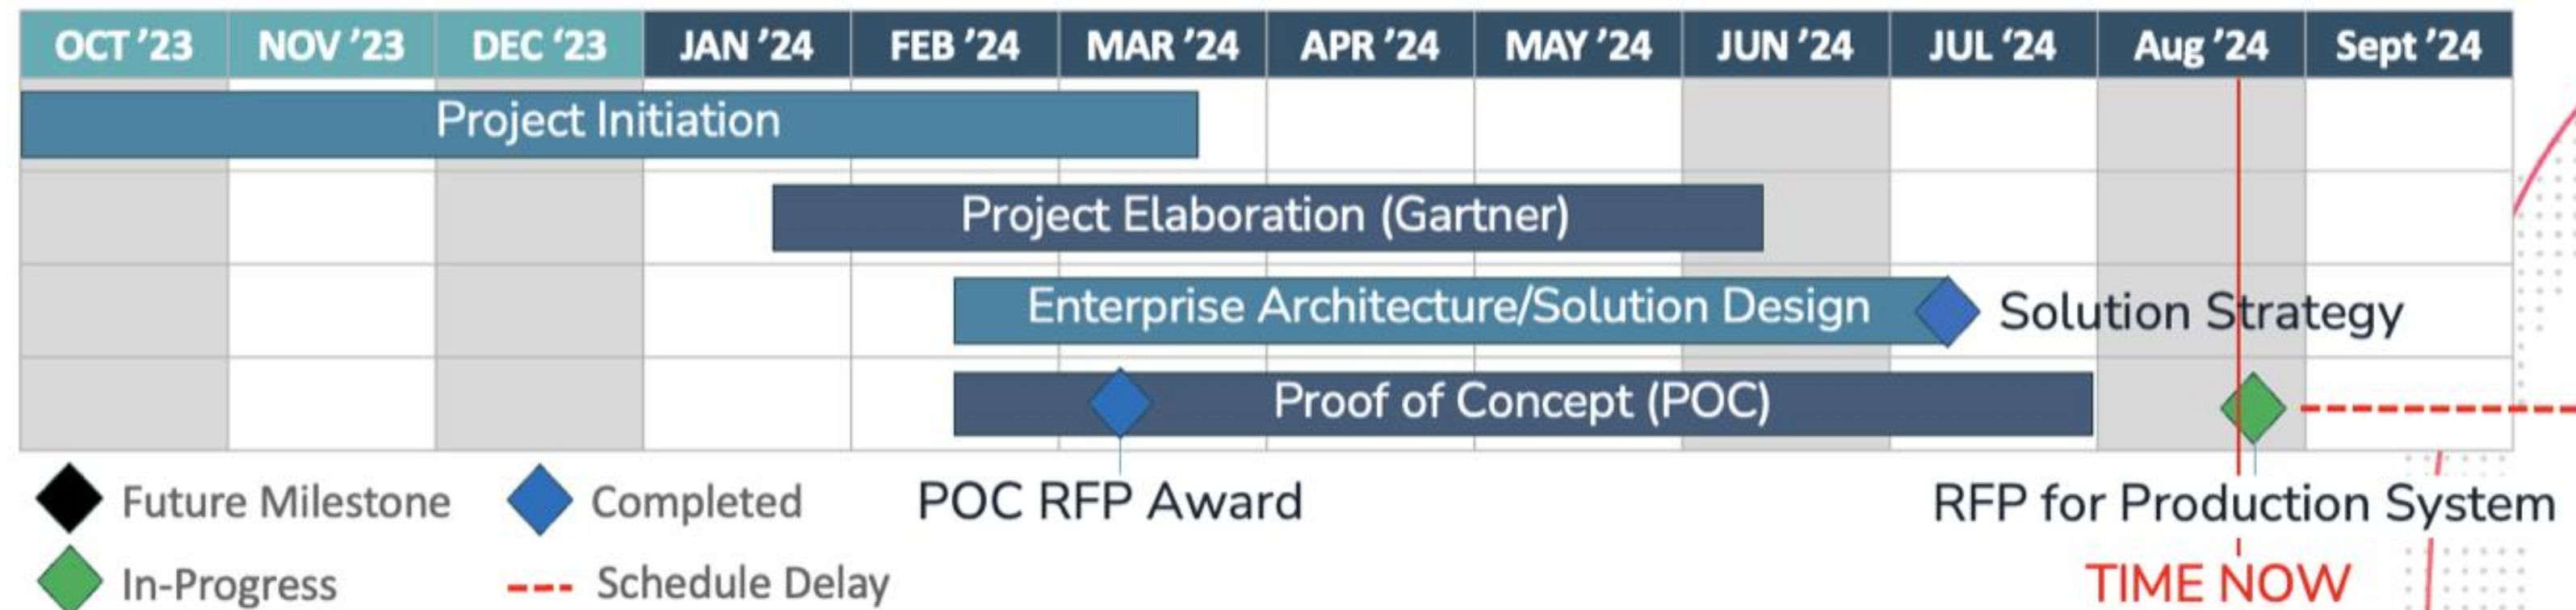 OCT ’23 NOV ’23 DEC ‘23 JAN ’24 FEB ’24 MAR ’24 APR ’24 MAY ’24 JUN ’24 JUL ‘24 Aug ’24 Sept ’24
Project Initiation
Project Elaboration (Gartner)
Enterprise Architecture/Solution Design
Solution Strategy
Proof of Concept (POC)
Future Milestone
Completed
POC RFP Award
RFP for Production System
In-Progress
Schedule Delay
TIME NOW